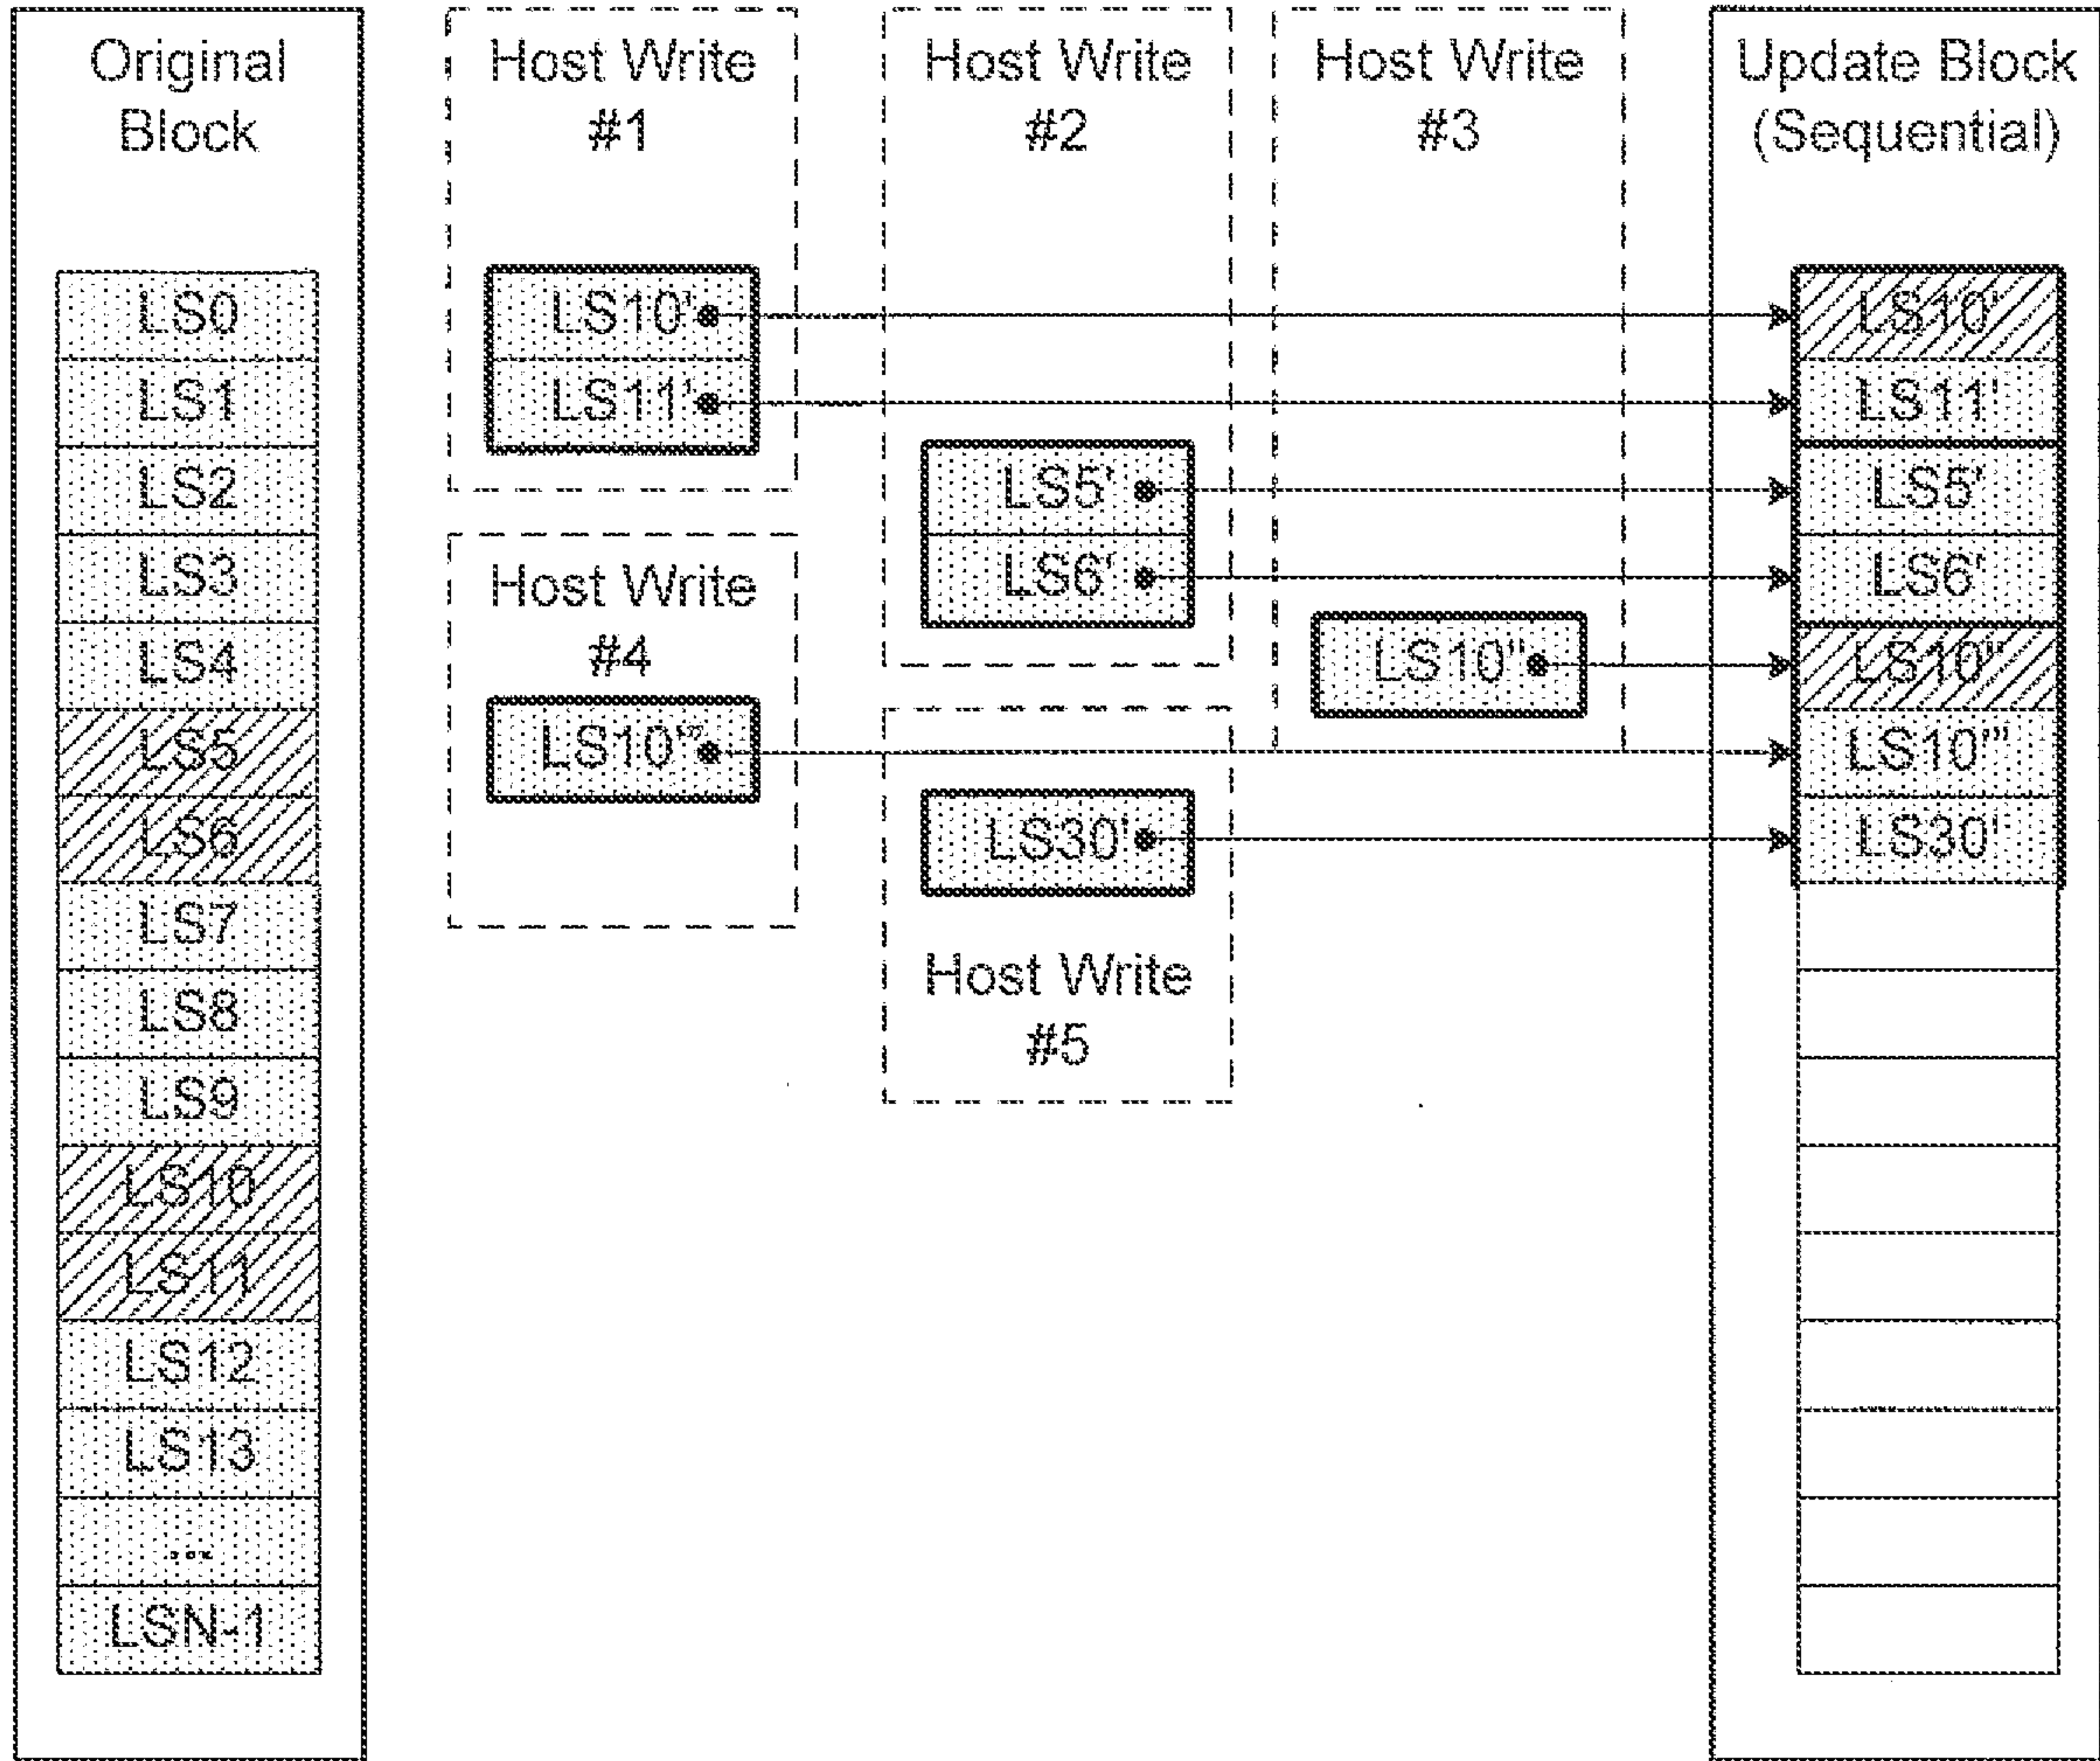 Original
Block
LS0
LS1
LS2
LS3
LS4
LS5
LS6
LS7
LS8
LS9
LS10
LS11
LS12
LS13
...
LSN-1
Host Write
#1
LS10'
LS11'
Host Write
#4
LS10'''
Host Write
#2
LS5'
LS6'
LS30'
Host Write
#5
Host Write
#3
LS10''
Update Block
(Sequential)
LS10'
LS11'
LS5'
LS6'
LS10''
LS10'''
LS30'